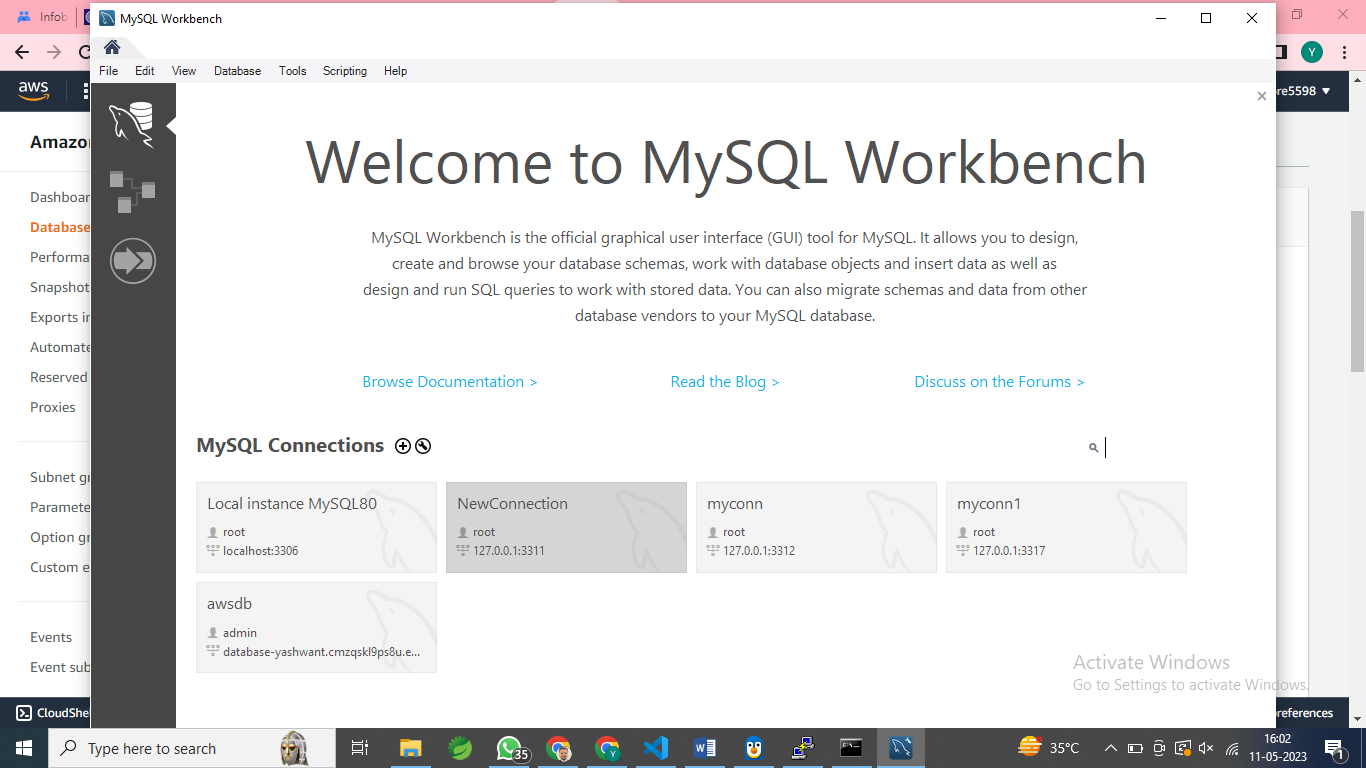 Infob
MySQL Workbench
Y
File Edit View Database Tools Scripting Help
aws
re5598
Amazo
Welcome to MySQL Workbench
Dashboar
Database
Performa
Snapshot
Exports in
Automate
Reserved
Proxies
Subnet gr
Paramete
Option gr
Custom e
Events
Event sub
MySQL Workbench is the official graphical user interface (GUI) tool for MySQL. It allows you to design,
create and browse your database schemas, work with database objects and insert data as well as
design and run SQL queries to work with stored data. You can also migrate schemas and data from other
database vendors to your MySQL database.
Browse Documentation > Read the Blog > Discuss on the Forums >
MySQL Connections
Local instance MySQL80
root
localhost:3306
NewConnection
root
127.0.0.1:3311
myconn
root
127.0.0.1:3312
myconn1
root
127.0.0.1:3317
awsdb
admin
database-yashwant.cmzqskl9ps8u.e...
Activate Windows
Go to Settings to activate Windows.
CloudShe
references
Type here to search
35
Y
35°C
16:02
11-05-2023
1